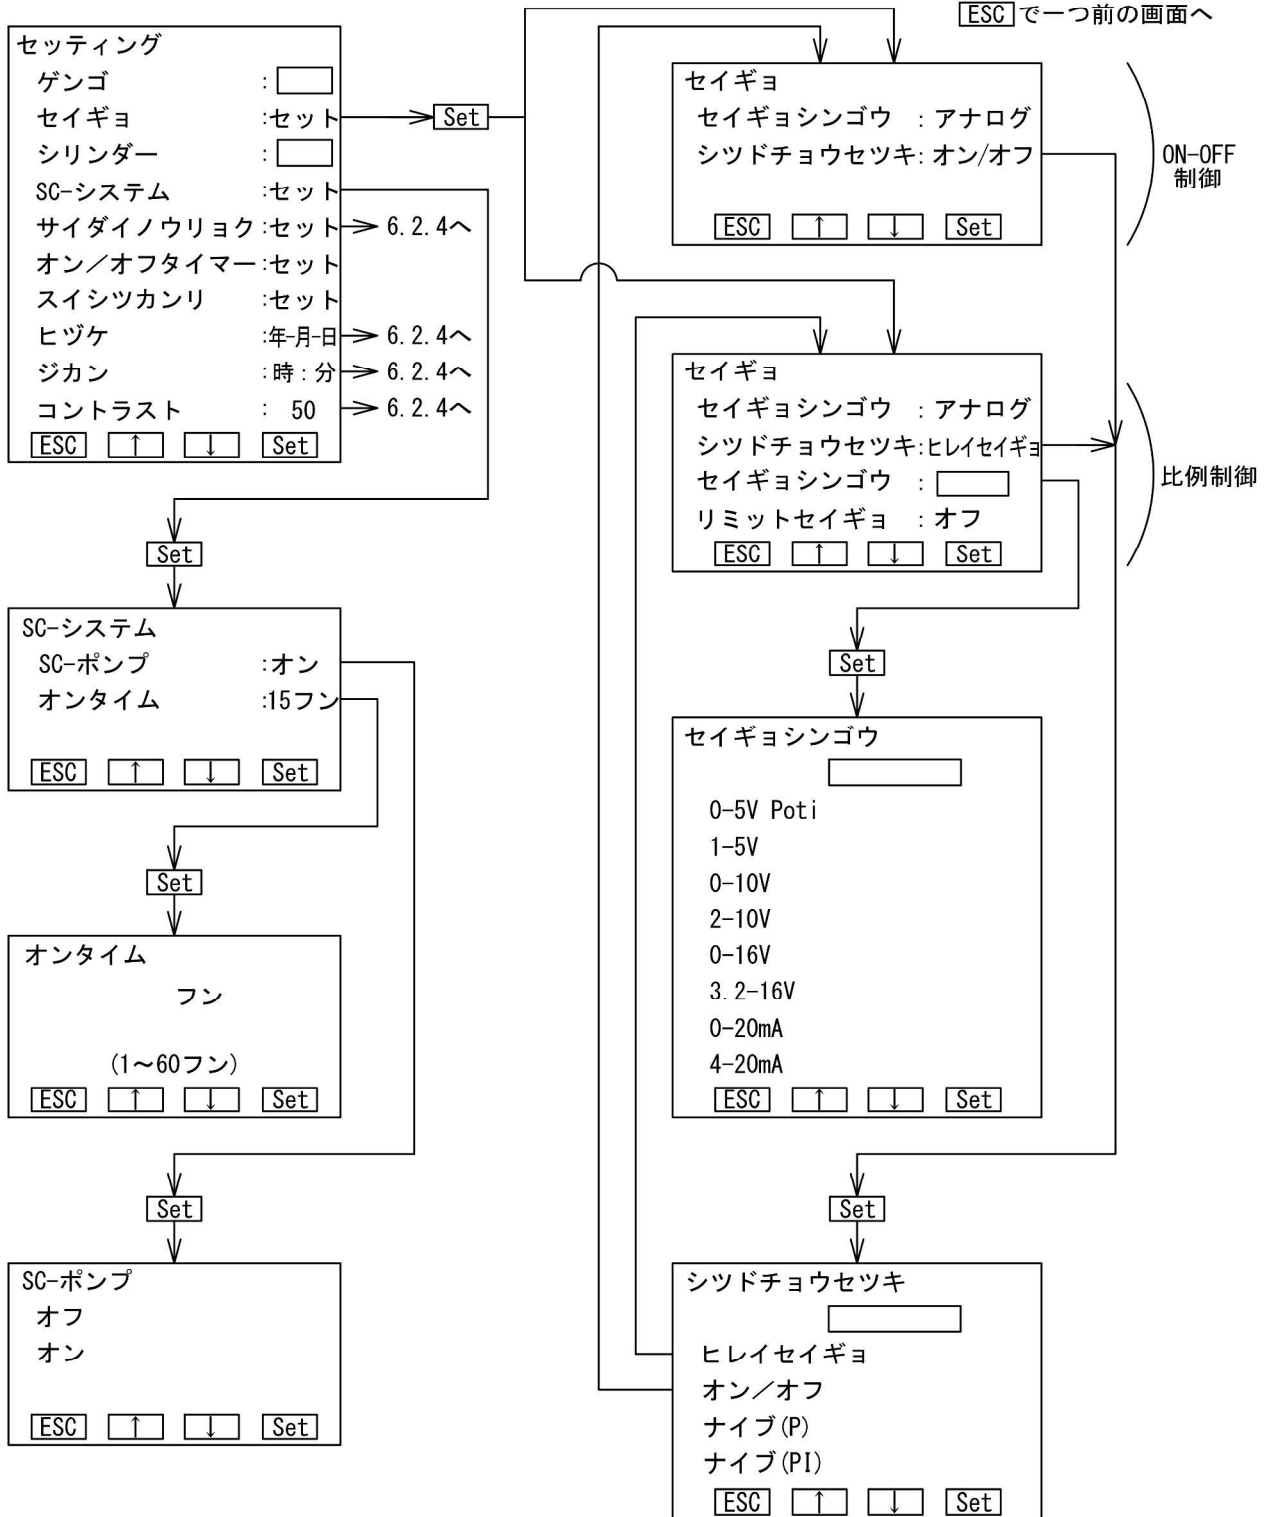 ESC で一つ前の画面へ
セッティング
ゲンゴ :
セイギョ :セット
シリンダー :
SC-システム :セット
サイダイノウリョク:セット → 6.2.4へ
オン／オフタイマー:セット
スイシツカンリ :セット
ヒヅケ :年-月-日 → 6.2.4へ
ジカン :時:分 → 6.2.4へ
コントラスト : 50 → 6.2.4へ
ESC ↑ ↓ Set
Set
セイギョ
セイギョシンゴウ : アナログ
シツドチョウセツキ: オン/オフ
ESC ↑ ↓ Set
ON-OFF
制御
セイギョ
セイギョシンゴウ : アナログ
シツドチョウセツキ:ヒレイセイギョ
セイギョシンゴウ :
リミットセイギョ : オフ
ESC ↑ ↓ Set
比例制御
Set
SC-システム
SC-ポンプ :オン
オンタイム :15フン
ESC ↑ ↓ Set
Set
オンタイム
フン
(1～60フン)
ESC ↑ ↓ Set
Set
SC-ポンプ
オフ
オン
ESC ↑ ↓ Set
Set
セイギョシンゴウ
0-5V Poti
1-5V
0-10V
2-10V
0-16V
3.2-16V
0-20mA
4-20mA
ESC ↑ ↓ Set
Set
シツドチョウセツキ
ヒレイセイギョ
オン／オフ
ナイブ(P)
ナイブ(PI)
ESC ↑ ↓ Set